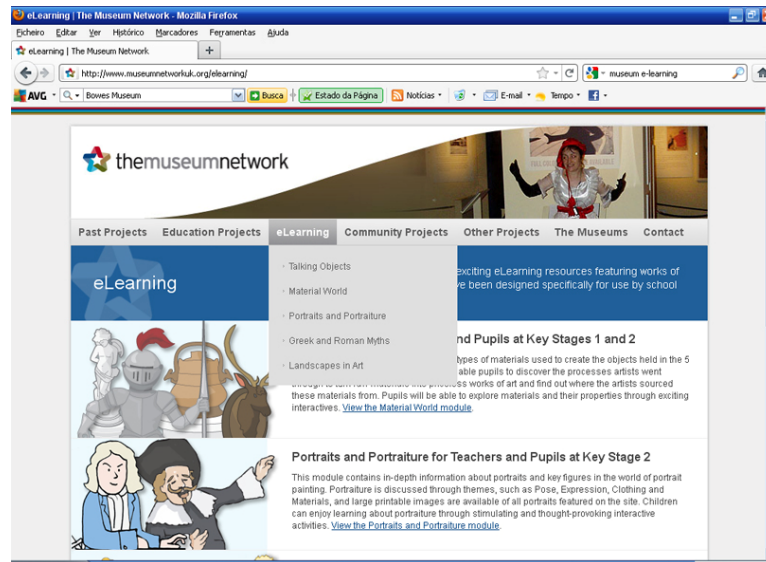 eLearning | The Museum Network - Mozilla Firefox
Ficheiro Editar Ver Histórico Marcadores Ferramentas Ajuda
eLearning | The Museum Network +
http://www.museumnetworkuk.org/elearning/ museum e-learning
AVG Bowes Museum Busca Estado da Página Notícias E-mail Tempo
themuseumnetwork
Past Projects Education Projects eLearning Community Projects Other Projects The Museums Contact
eLearning
Talking Objects
Material World
Portraits and Portraiture
Greek and Roman Myths
Landscapes in Art
exciting eLearning resources featuring works of
been designed specifically for use by school
nd Pupils at Key Stages 1 and 2
types of materials used to create the objects held in the 5
able pupils to discover the processes artists went
works of art and find out where the artists sourced
these materials from. Pupils will be able to explore materials and their properties through exciting
interactives. View the Material World module.
Portraits and Portraiture for Teachers and Pupils at Key Stage 2
This module contains in-depth information about portraits and key figures in the world of portrait
painting. Portraiture is discussed through themes, such as Pose, Expression, Clothing and
Materials, and large printable images are available of all portraits featured on the site. Children
can enjoy learning about portraiture through stimulating and thought-provoking interactive
activities. View the Portraits and Portraiture module.